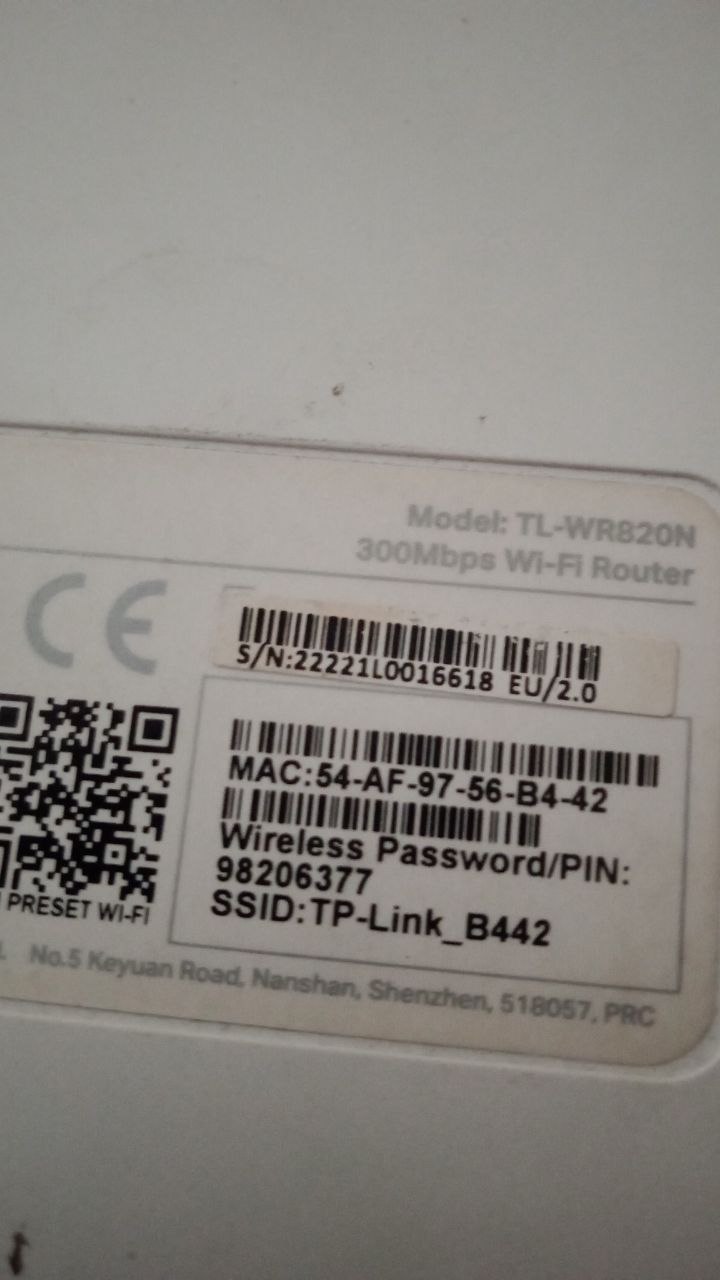 Model: TL-WR820N
300Mbps Wi-Fi Router
CE
S/N:22221L0016618 EU/2.0
MAC:54-AF-97-56-B4-42
Wireless Password/PIN:
98206377
SSID:TP-Link_B442
PRESET WI-FI
No.5 Keyuan Road, Nanshan, Shenzhen, 518057, PRC